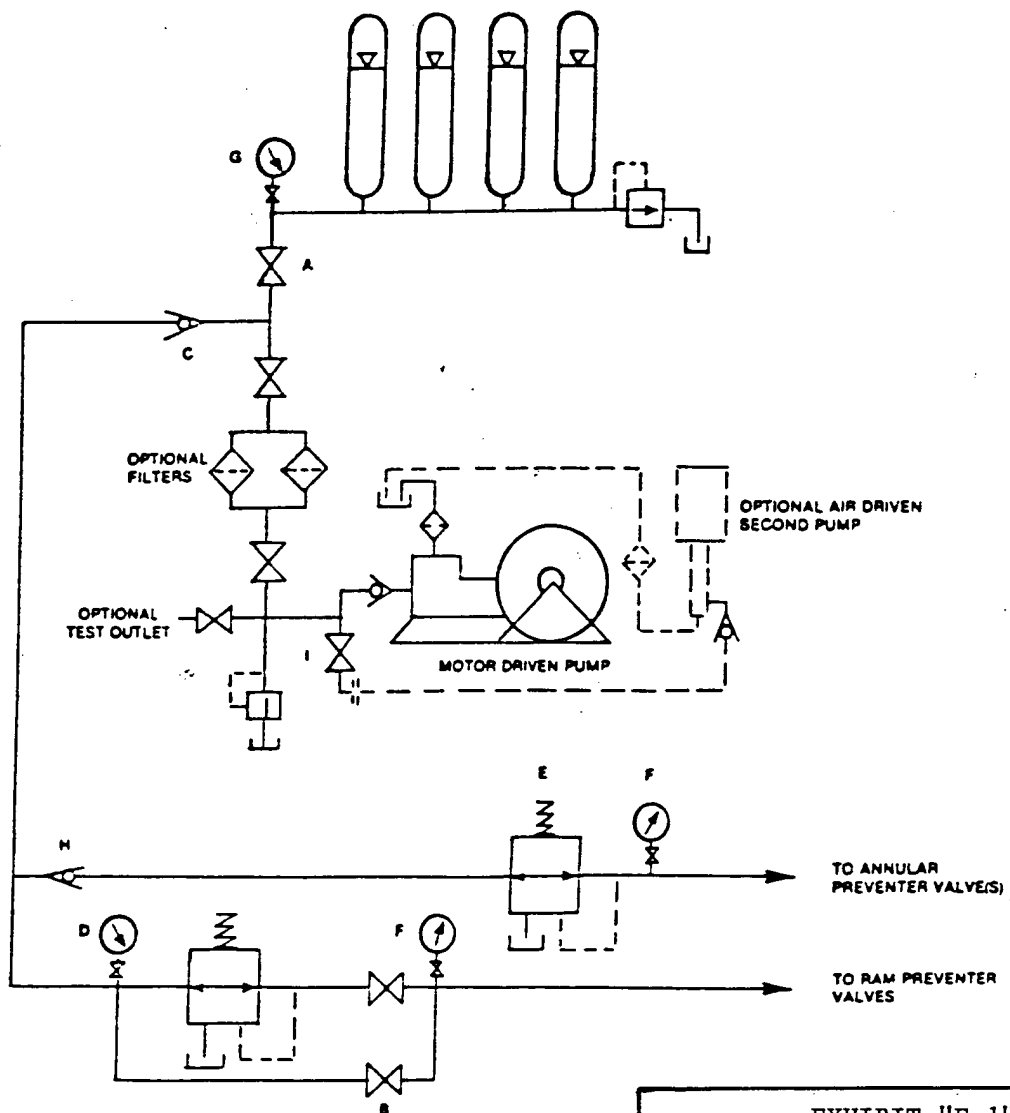 G
A
C
OPTIONAL
FILTERS
OPTIONAL AIR DRIVEN
SECOND PUMP
OPTIONAL
TEST OUTLET
I
MOTOR DRIVEN PUMP
E
F
H
TO ANNULAR
PREVENTER VALVE(S)
D
F
TO RAM PREVENTER
VALVES
B